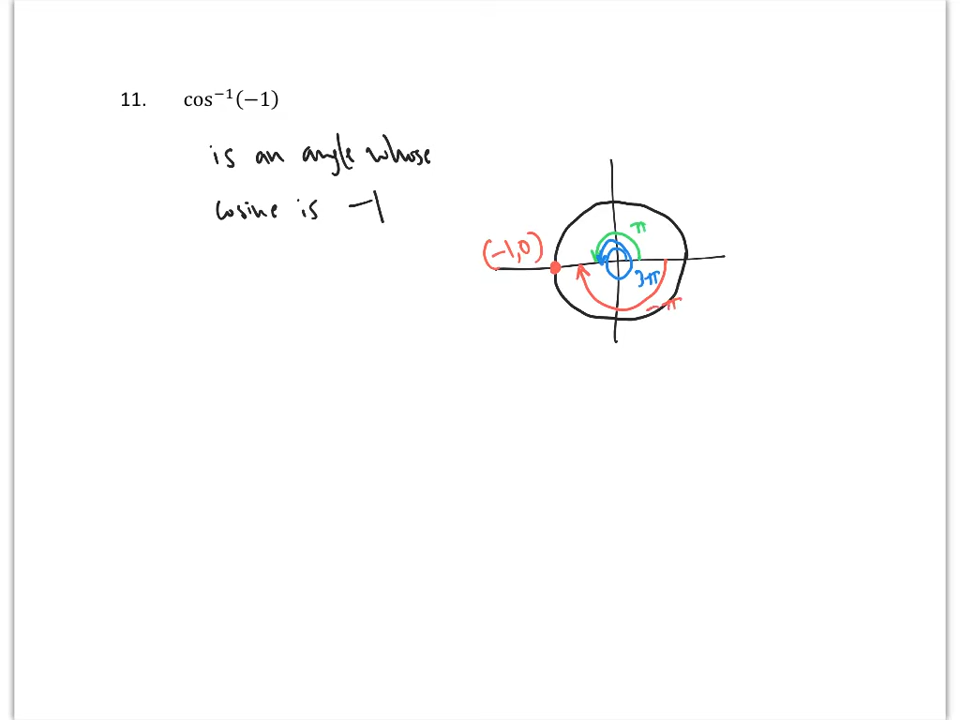 11. cos⁻¹(−1)
is an angle whose
cosine is −1
(−1,0)
π
3π
−π